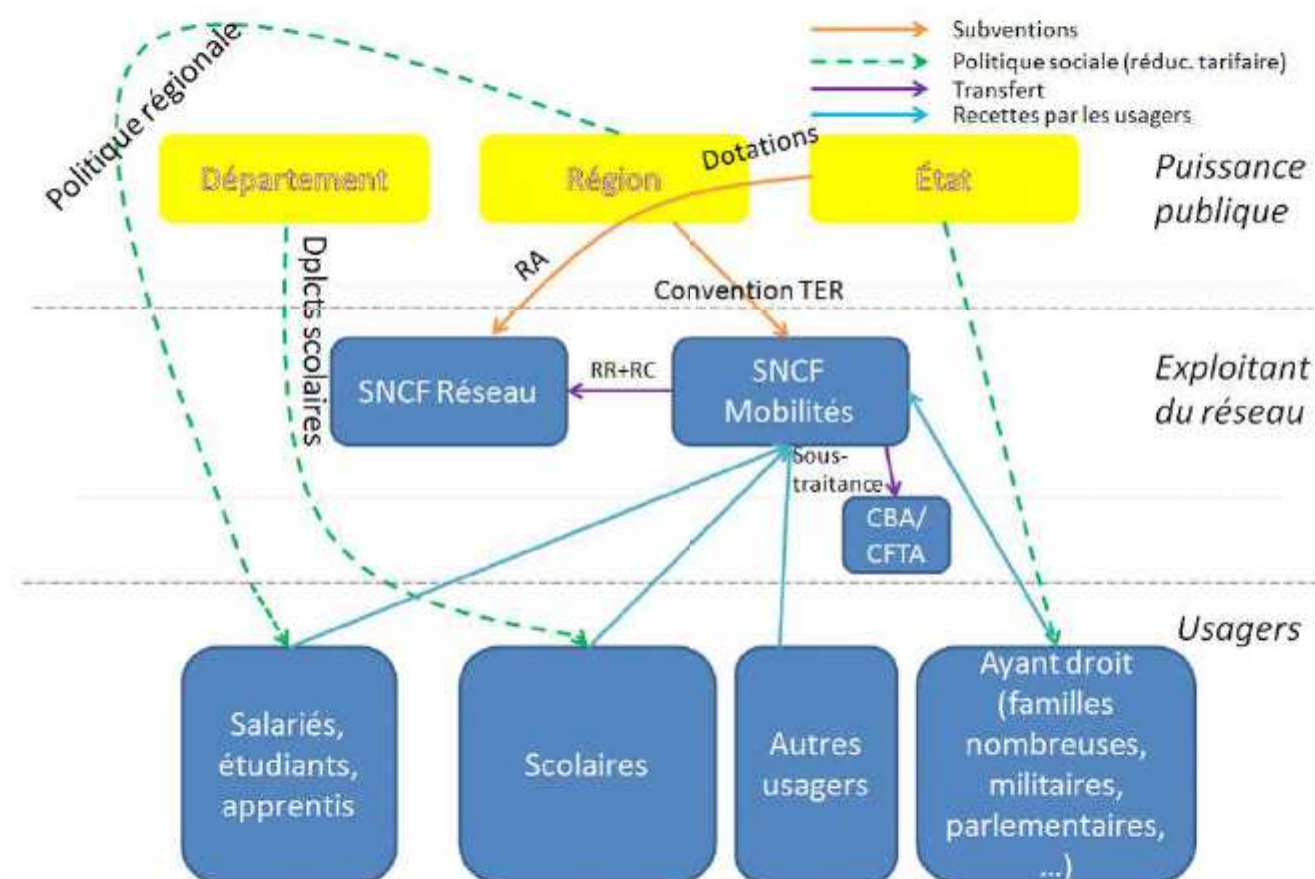 Subventions
Politique sociale (réduc. tarifaire)
Transfert
Recettes par les usagers
Politique régionale
Département
Région
Dotations
État
Puissance
publique
Dplcts scolaires
RA
Convention TER
SNCF Réseau
RR+RC
SNCF
Mobilités
Exploitant
du réseau
Sous-
traitance
CBA/
CFTA
Usagers
Salariés,
étudiants,
apprentis
Scolaires
Autres
usagers
Ayant droit
(familles
nombreuses,
militaires,
parlementaires,
...)